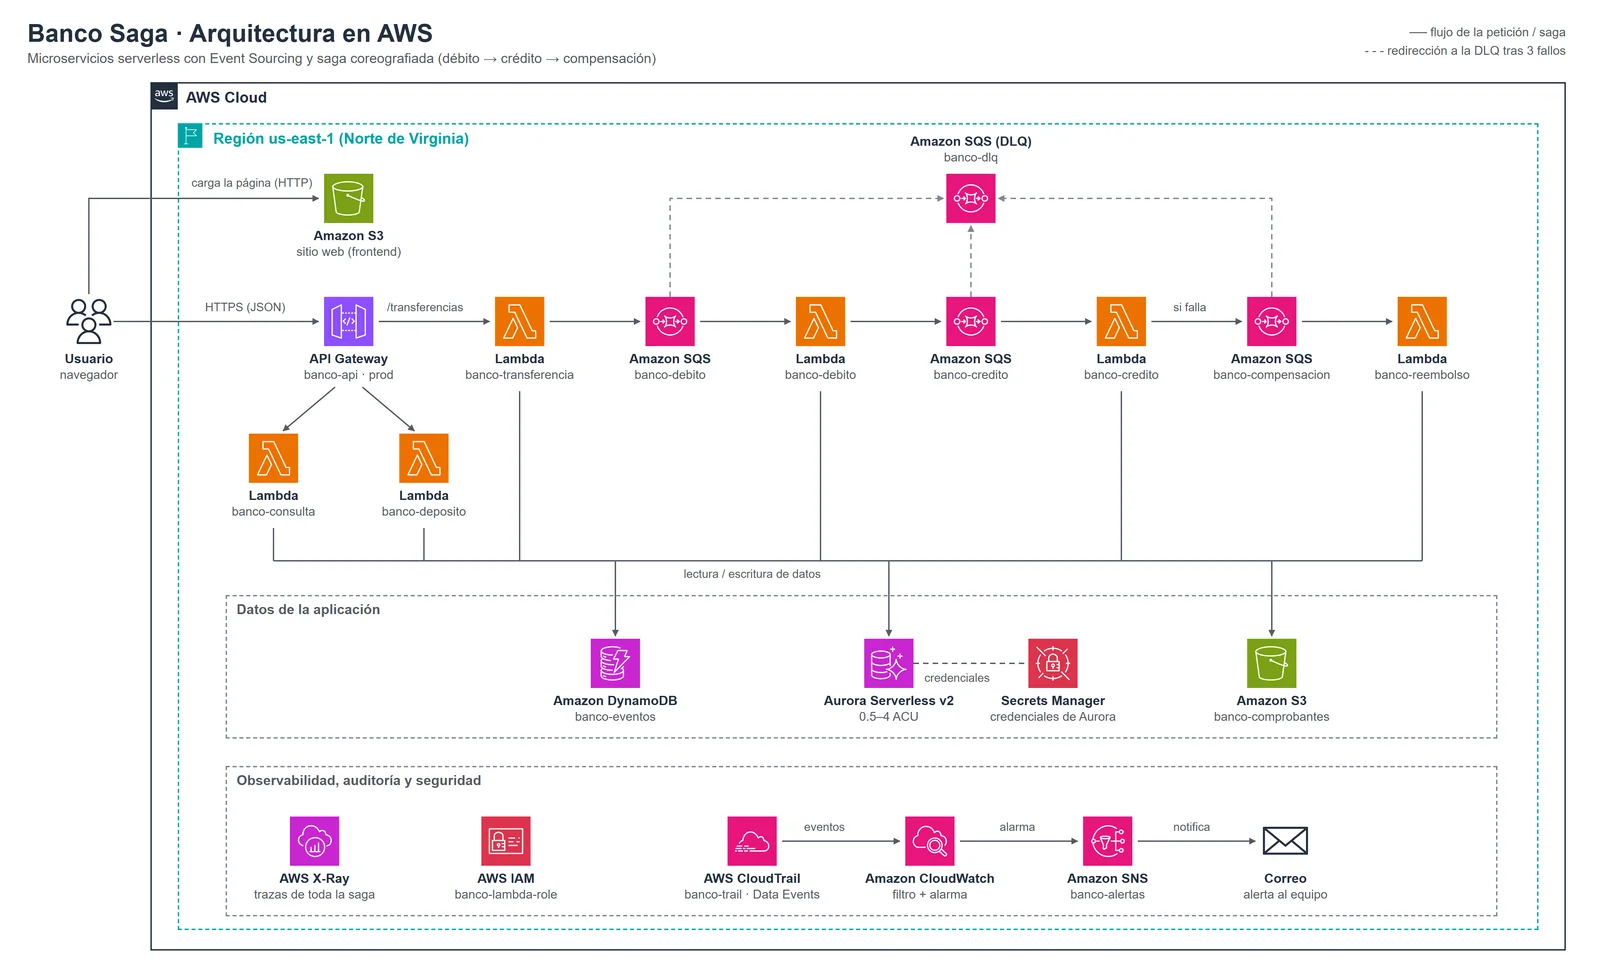 Banco Saga · Arquitectura en AWS
Microservicios serverless con Event Sourcing y saga coreografiada (débito → crédito → compensación)
flujo de la petición / saga
redirección a la DLQ tras 3 fallos
aws
AWS Cloud
Región us-east-1 (Norte de Virginia)
Amazon SQS (DLQ)
banco-dlq
carga la página (HTTP)
Amazon S3
sitio web (frontend)
HTTPS (JSON)
/transferencias
si falla
Usuario
navegador
API Gateway
banco-api · prod
Lambda
banco-transferencia
Amazon SQS
banco-debito
Lambda
banco-debito
Amazon SQS
banco-credito
Lambda
banco-credito
Amazon SQS
banco-compensacion
Lambda
banco-reembolso
Lambda
banco-consulta
Lambda
banco-deposito
lectura / escritura de datos
Datos de la aplicación
Amazon DynamoDB
banco-eventos
Aurora Serverless v2
0.5–4 ACU
credenciales
Secrets Manager
credenciales de Aurora
Amazon S3
banco-comprobantes
Observabilidad, auditoría y seguridad
AWS X-Ray
trazas de toda la saga
AWS IAM
banco-lambda-role
AWS CloudTrail
banco-trail · Data Events
eventos
Amazon CloudWatch
filtro + alarma
alarma
Amazon SNS
banco-alertas
notifica
Correo
alerta al equipo